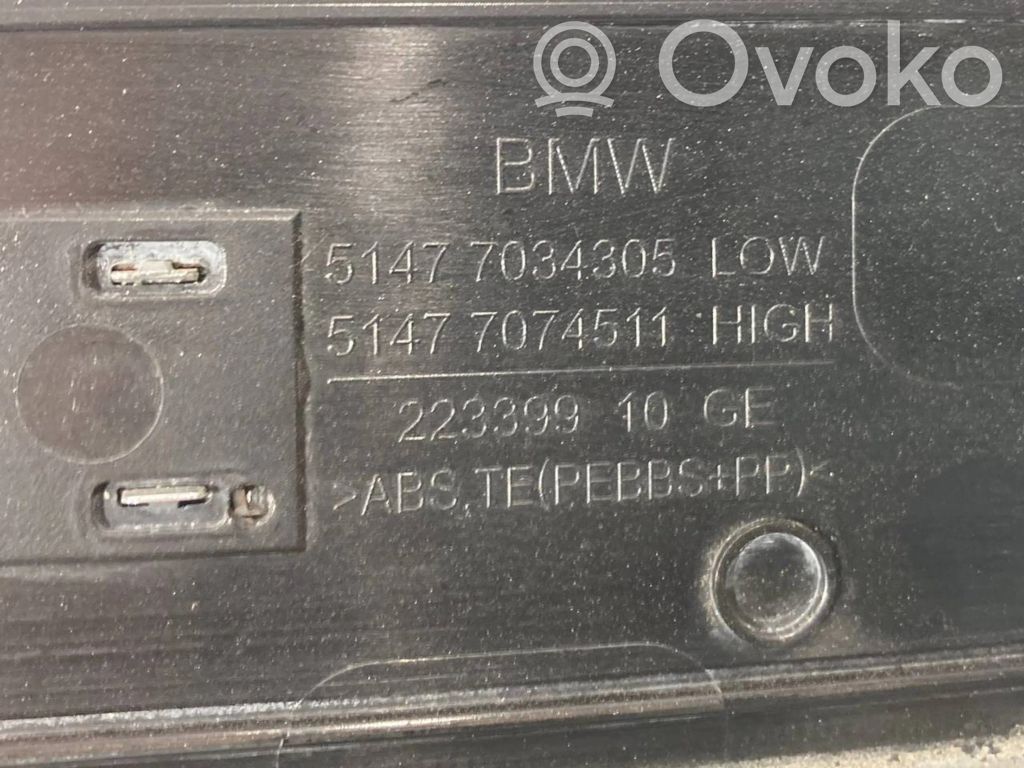 Ovoko
BMW
5147 7034305 LOW
5147 7074511 HIGH
223399 10 GE
>ABS,TE(PEBBS+PP)<